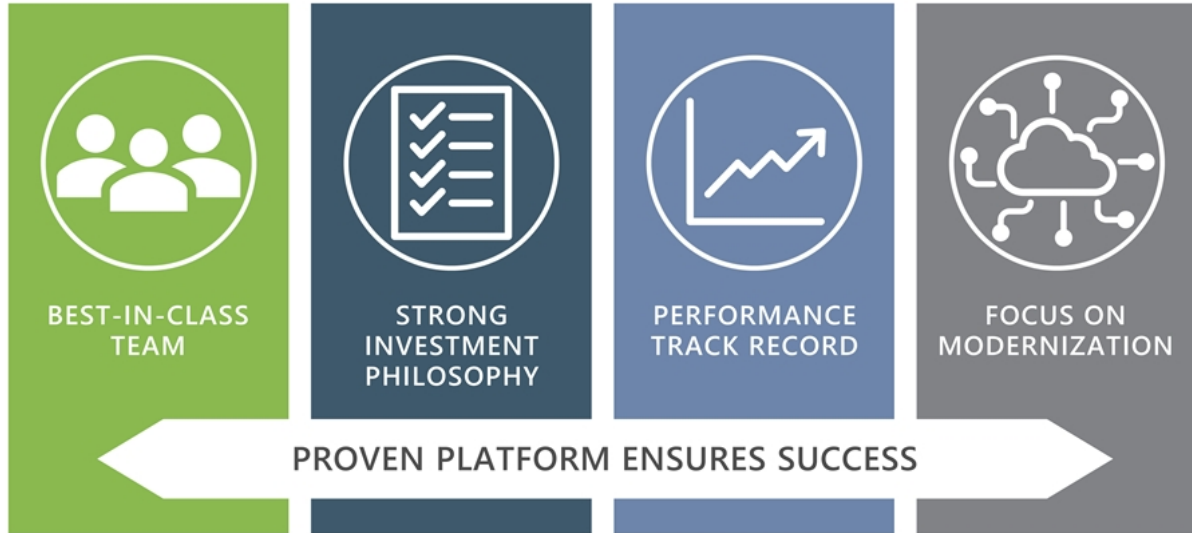 BEST-IN-CLASS
TEAM
STRONG
INVESTMENT
PHILOSOPHY
PERFORMANCE
TRACK RECORD
FOCUS ON
MODERNIZATION
PROVEN PLATFORM ENSURES SUCCESS